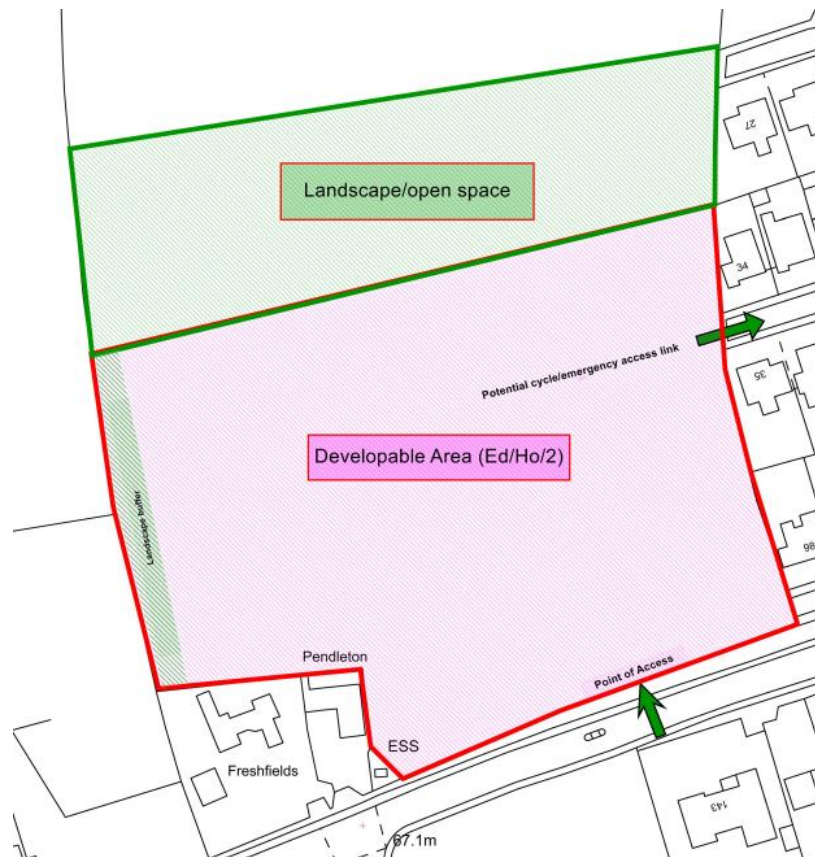 27
Landscape/open space
34
Potential cycle/emergency access link
35
Developable Area (Ed/Ho/2)
Landscape buffer
98
Pendleton
Point of Access
ESS
Freshfields
143
67.1m